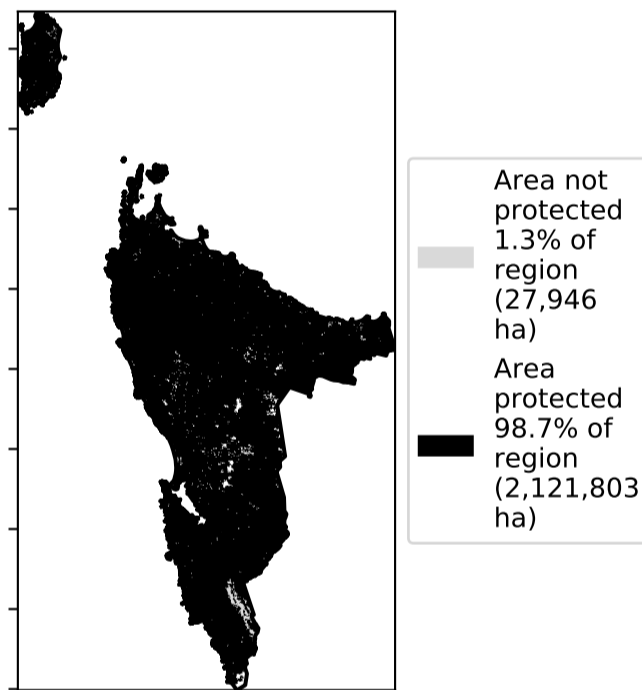 Area not
protected
1.3% of
region
(27,946
ha)
Area
protected
98.7% of
region
(2,121,803
ha)